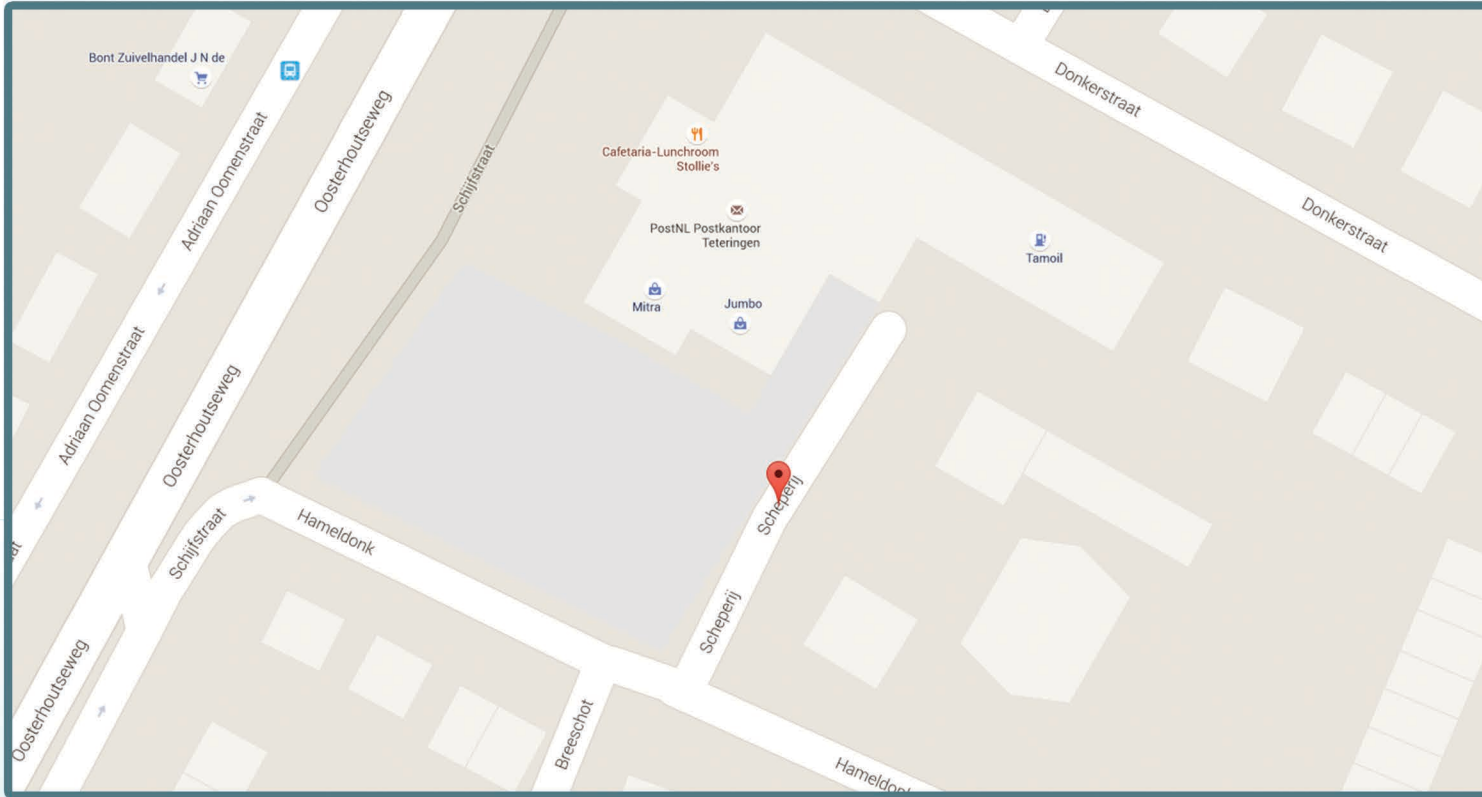 Bont Zuivelhandel J N de
Adriaan Oomenstraat
Oosterhoutseweg
Schijfstraat
Donkerstraat
Donkerstraat
Cafetaria-Lunchroom
Stollie's
PostNL Postkantoor
Teteringen
Tamoil
Mitra
Jumbo
Adriaan Oomenstraat
Oosterhoutseweg
Schijfstraat
Hameldonk
Scheperij
Scheperij
Oosterhoutseweg
Breeschot
Hameldonk